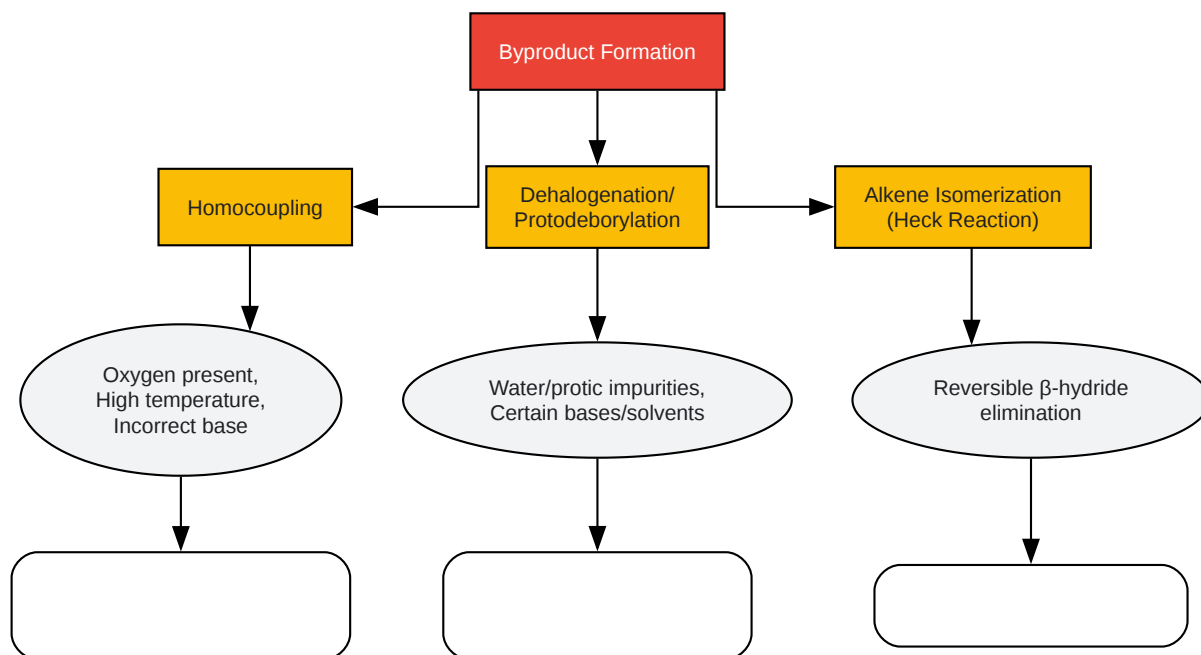 Byproduct Formation
Homocoupling
Dehalogenation/
Protodeborylation
Alkene Isomerization
(Heck Reaction)
Oxygen present,
High temperature,
Incorrect base
Water/protic impurities,
Certain bases/solvents
Reversible β-hydride
elimination